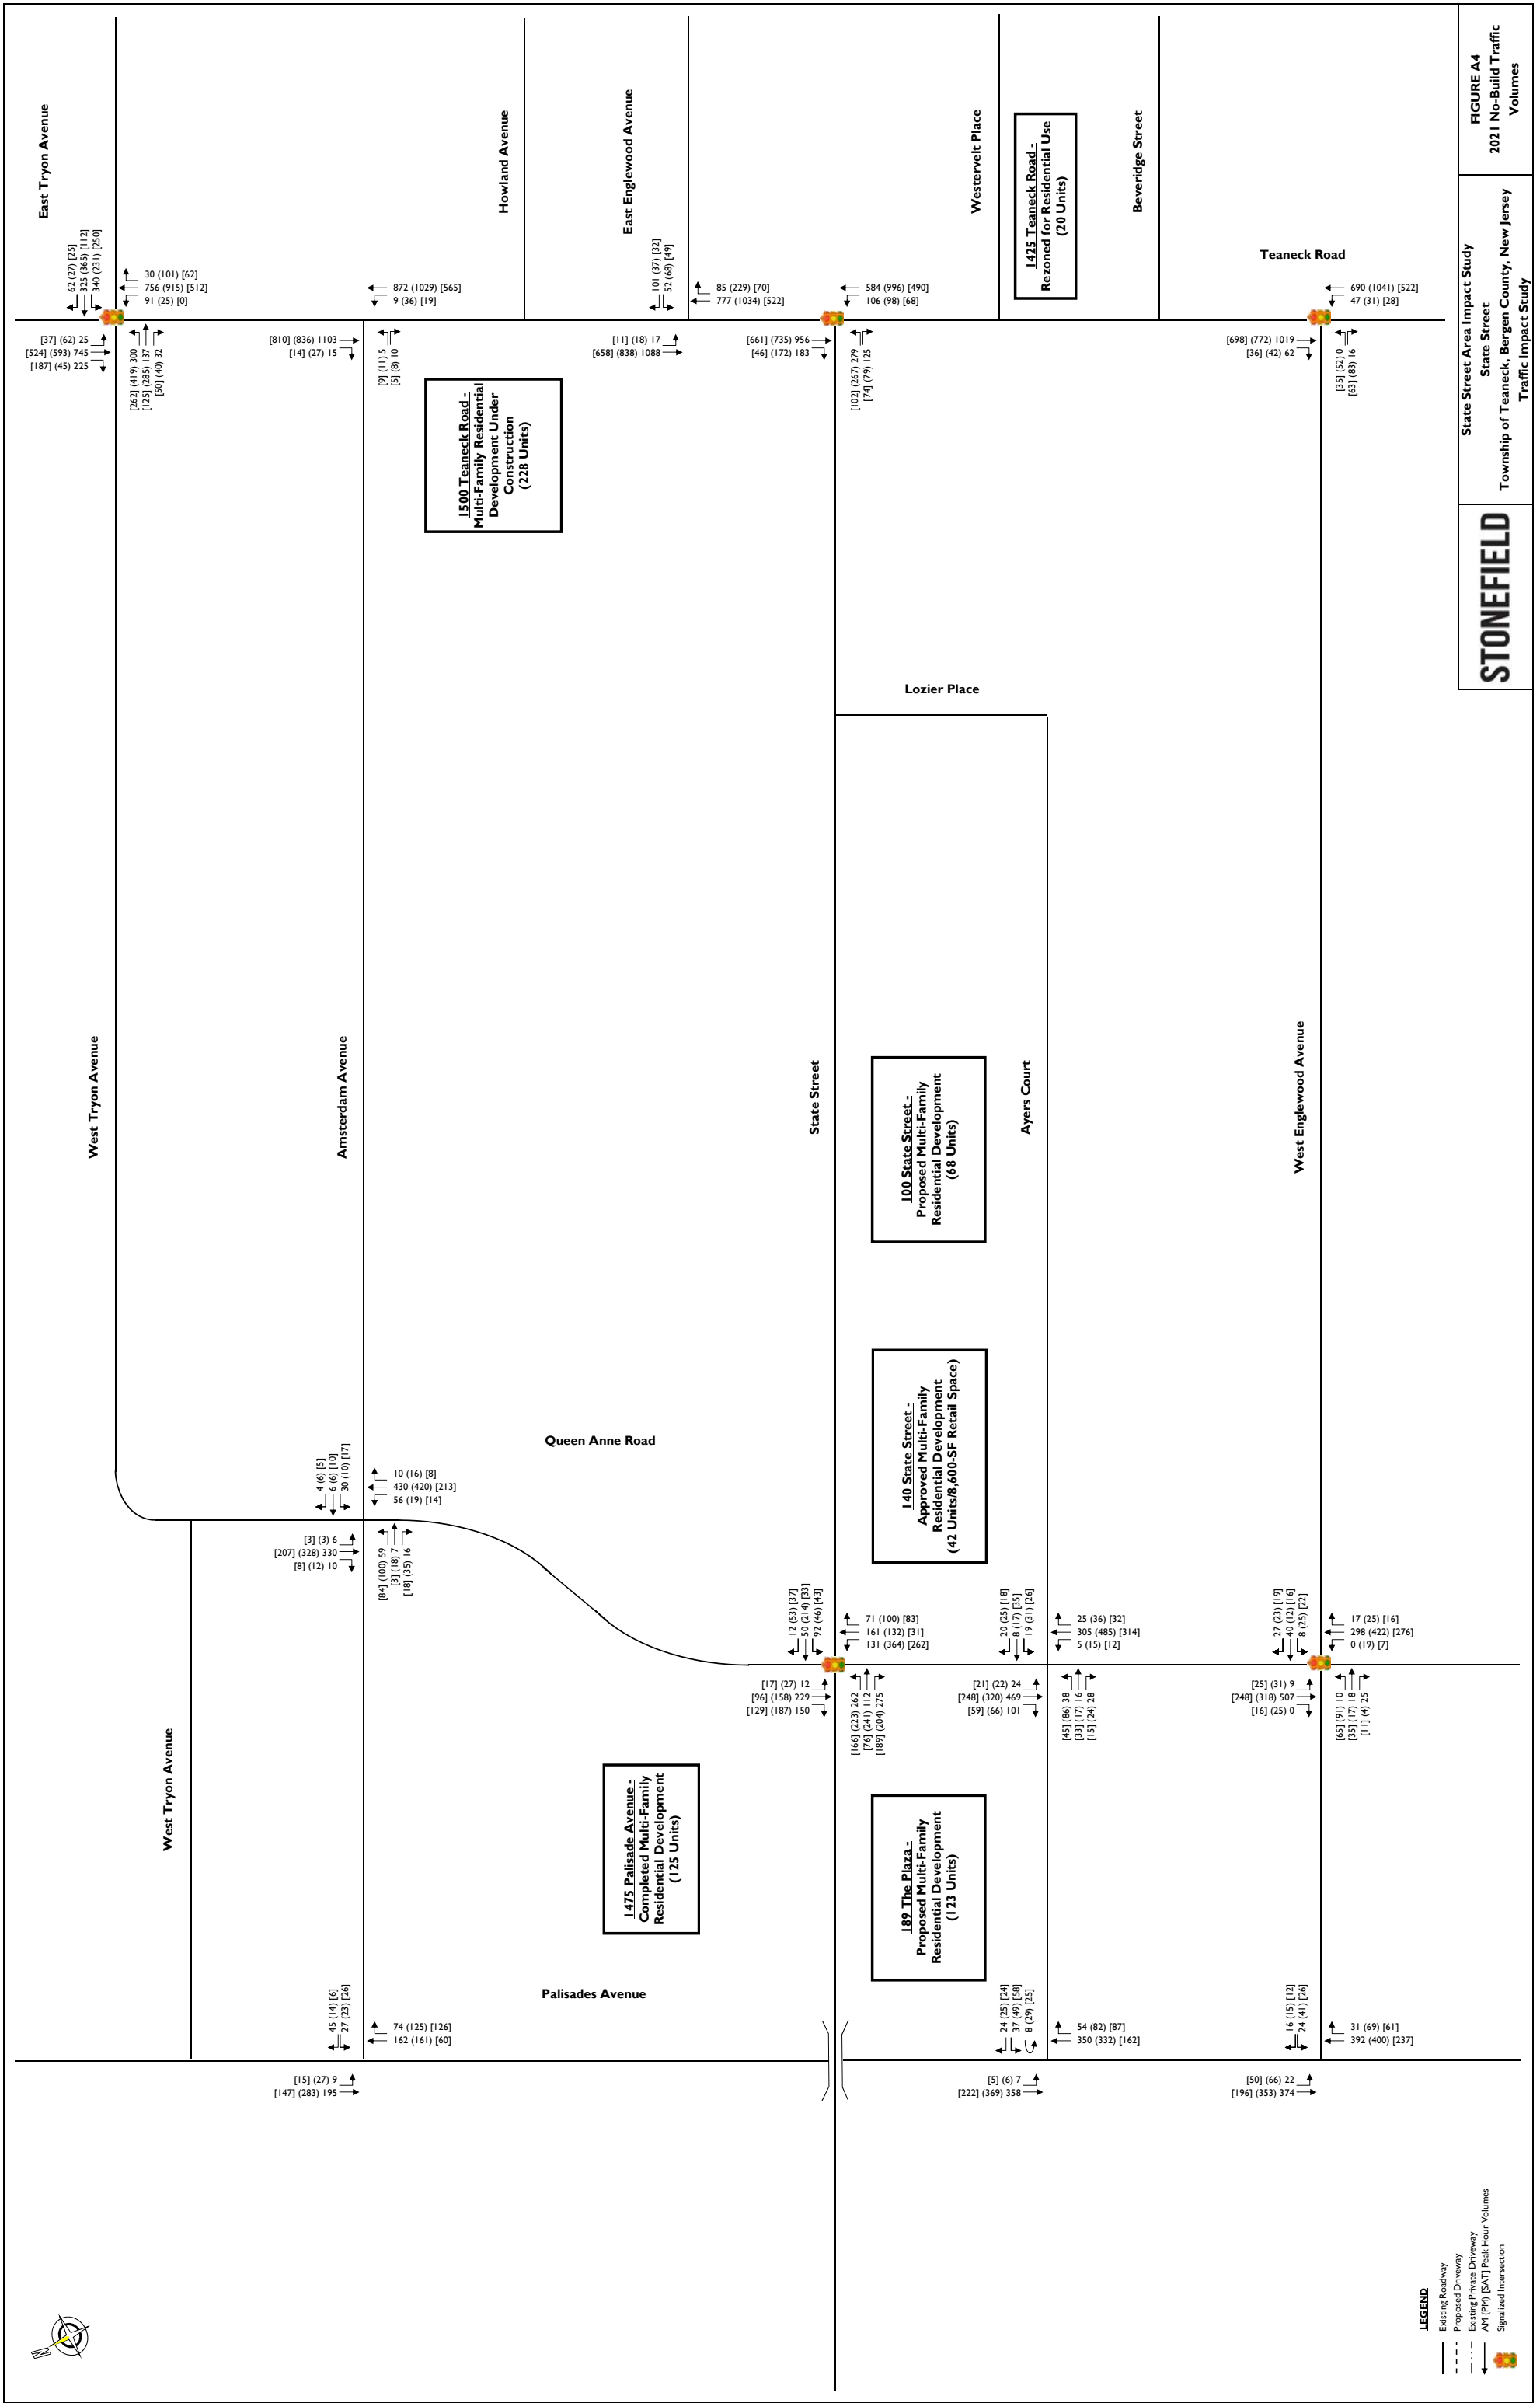 East Tryon Avenue
62 (27) [25]
325 (365) [112]
340 (231) [250]
30 (101) [62]
756 (915) [512]
91 (25) [0]
[37] (62) 25
[524] (593) 745
[187] (45) 225
[262] (419) 300
[125] (285) 137
[50] (40) 32
872 (1029) [565]
9 (36) [19]
[810] (836) 1103
[14] (27) 15
[9] (11) 5
[5] (8) 10
Howland Avenue
East Englewood Avenue
101 (37) [32]
52 (68) [49]
85 (229) [70]
777 (1034) [522]
[11] (18) 17
[658] (838) 1088
Westervelt Place
1425 Teaneck Road -
Rezoned for Residential Use
(20 Units)
Beveridge Street
Teaneck Road
584 (996) [490]
106 (98) [68]
[661] (735) 956
[46] (172) 183
[102] (267) 279
[74] (79) 125
690 (1041) [522]
47 (31) [28]
[698] (772) 1019
[36] (42) 62
[35] (52) 0
[63] (83) 16
1500 Teaneck Road -
Multi-Family Residential
Development Under
Construction
(228 Units)
Lozier Place
West Tryon Avenue
Amsterdam Avenue
State Street
100 State Street -
Proposed Multi-Family
Residential Development
(68 Units)
Ayers Court
West Englewood Avenue
140 State Street -
Approved Multi-Family
Residential Development
(42 Units/8,600-SF Retail Space)
Queen Anne Road
4 (6) [5]
6 (6) [10]
30 (10) [17]
10 (16) [8]
430 (420) [213]
56 (19) [14]
[3] (3) 6
[207] (328) 330
[8] (12) 10
[84] (100) 59
[3] (18) 7
[18] (35) 16
12 (53) [37]
50 (214) [33]
92 (46) [43]
71 (100) [83]
161 (132) [31]
131 (364) [262]
[17] (27) 12
[96] (158) 229
[129] (187) 150
[166] (223) 262
[76] (241) 112
[189] (204) 275
20 (25) [18]
8 (17) [35]
19 (31) [26]
25 (36) [32]
305 (485) [314]
5 (15) [12]
[21] (22) 24
[248] (320) 469
[59] (66) 101
[45] (86) 38
[33] (17) 16
[15] (24) 28
27 (23) [19]
40 (12) [16]
8 (25) [22]
17 (25) [16]
298 (422) [276]
0 (19) [7]
[25] (31) 9
[248] (318) 507
[16] (25) 0
[65] (91) 10
[35] (17) 18
[11] (4) 25
West Tryon Avenue
1475 Palisade Avenue -
Completed Multi-Family
Residential Development
(125 Units)
189 The Plaza -
Proposed Multi-Family
Residential Development
(123 Units)
Palisades Avenue
45 (14) [6]
27 (23) [26]
74 (125) [126]
162 (161) [60]
[15] (27) 9
[147] (283) 195
24 (25) [24]
37 (49) [58]
8 (29) [25]
54 (82) [87]
350 (332) [162]
[5] (6) 7
[222] (369) 358
16 (15) [12]
24 (41) [26]
31 (69) [61]
392 (400) [237]
[50] (66) 22
[196] (353) 374
N
LEGEND
Existing Roadway
Proposed Driveway
Existing Private Driveway
AM (PM) [SAT] Peak Hour Volumes
Signalized Intersection
STONEFIELD
State Street Area Impact Study
State Street
Township of Teaneck, Bergen County, New Jersey
Traffic Impact Study
FIGURE A4
2021 No-Build Traffic
Volumes